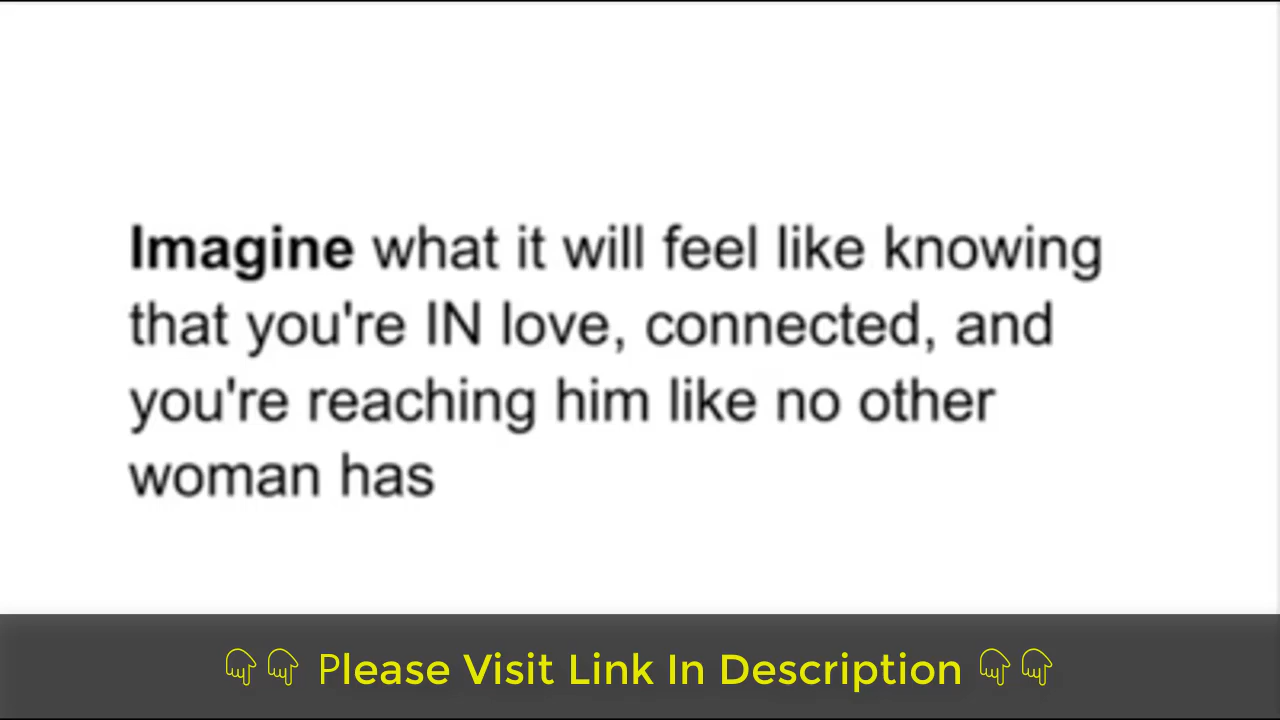 Imagine what it will feel like knowing
that you're IN love, connected, and
you're reaching him like no other
woman has
👇👇 Please Visit Link In Description 👇👇